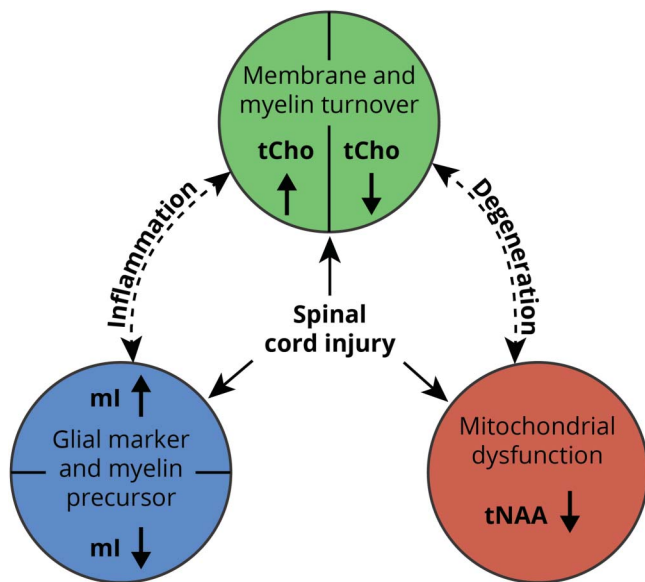 Membrane and
myelin turnover
tCho tCho
Inflammation
Degeneration
Spinal
cord injury
mI
Glial marker
and myelin
precursor
mI
Mitochondrial
dysfunction
tNAA